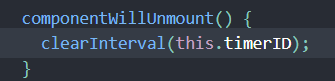 componentWillUnmount() {
  clearInterval(this.timerID);
}